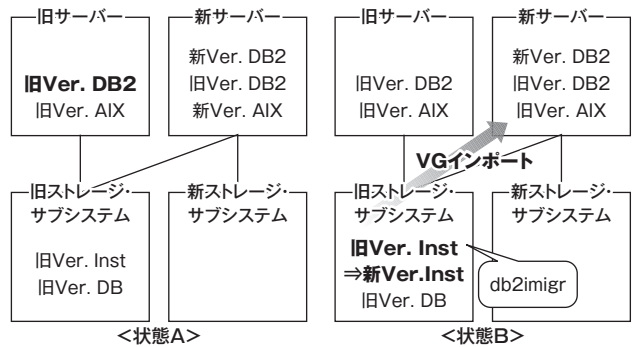 旧サーバー
旧Ver. DB2
旧Ver. AIX
新サーバー
新Ver. DB2
旧Ver. DB2
新Ver. AIX
旧ストレージ・
サブシステム
旧Ver. Inst
旧Ver. DB
新ストレージ・
サブシステム
<状態A>
旧サーバー
旧Ver. DB2
旧Ver. AIX
新サーバー
新Ver. DB2
旧Ver. DB2
旧Ver. AIX
VGインポート
旧ストレージ・
サブシステム
旧Ver. Inst
⇒新Ver.Inst
旧Ver. DB
db2imigr
新ストレージ・
サブシステム
<状態B>